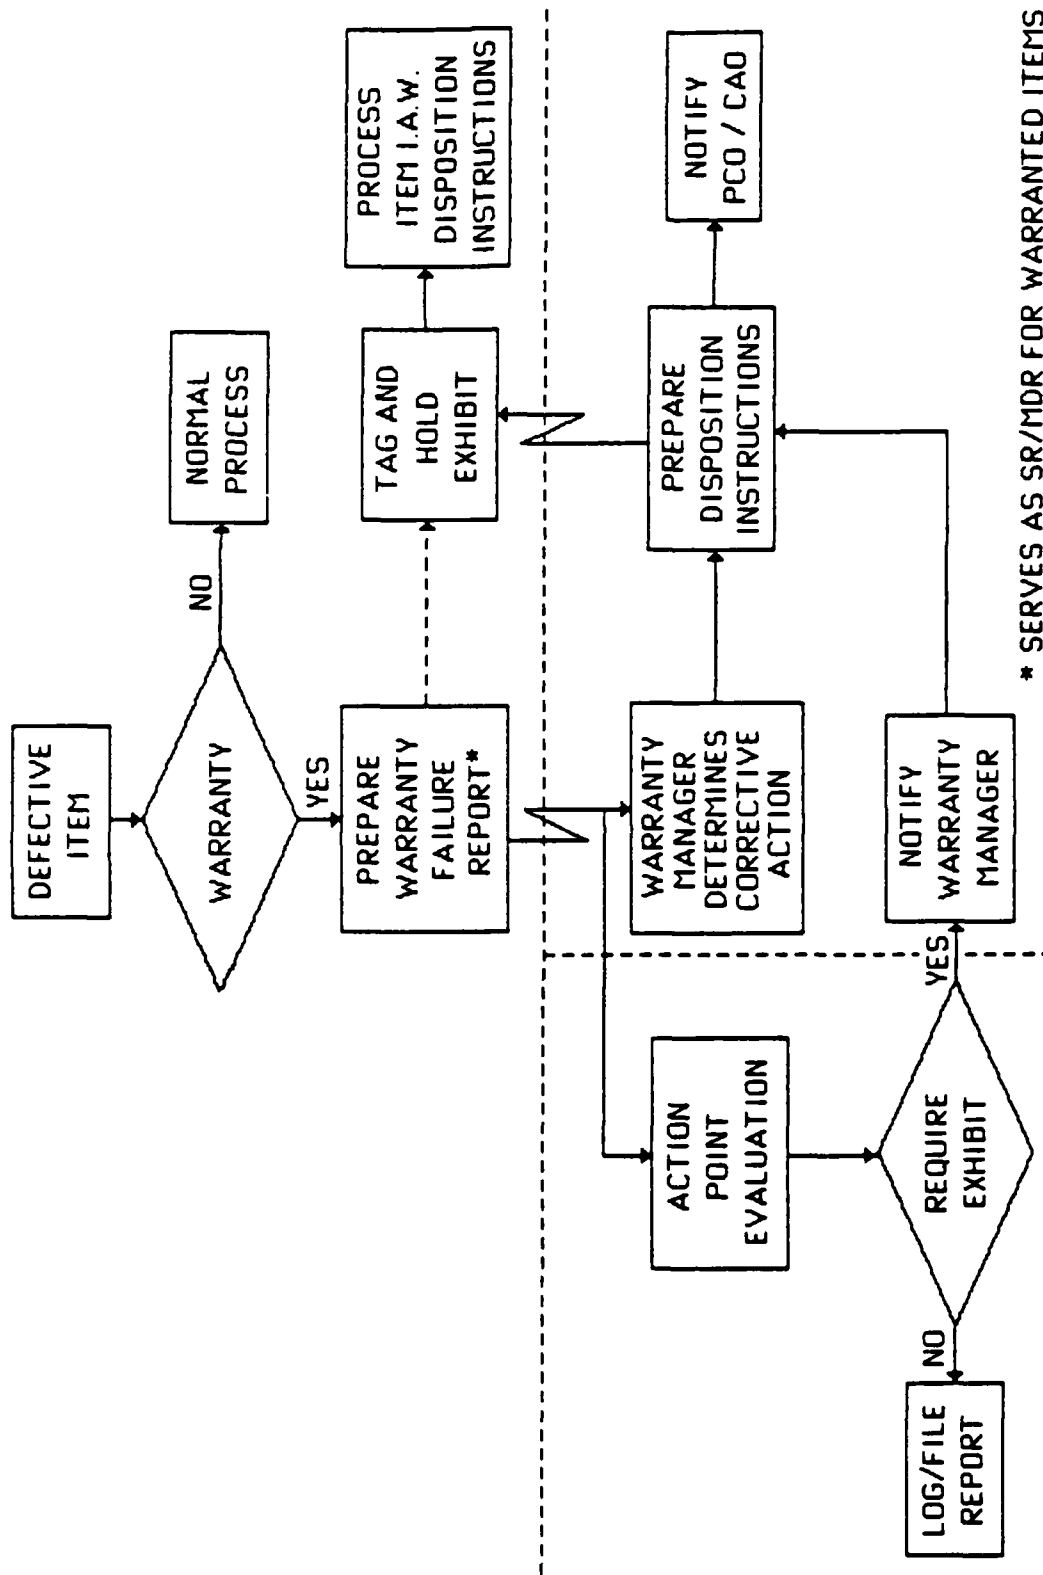 DEFECTIVE
ITEM
WARRANTY
NO
NORMAL
PROCESS
YES
PREPARE
WARRANTY
FAILURE
REPORT*
TAG AND
HOLD
EXHIBIT
PROCESS
ITEM I.A.W.
DISPOSITION
INSTRUCTIONS
WARRANTY
MANAGER
DETERMINES
CORRECTIVE
ACTION
PREPARE
DISPOSITION
INSTRUCTIONS
NOTIFY
PCO / CAO
ACTION
POINT
EVALUATION
REQUIRE
EXHIBIT
NO
LOG/FILE
REPORT
YES
NOTIFY
WARRANTY
MANAGER
* SERVES AS SR/MDR FOR WARRANTED ITEMS